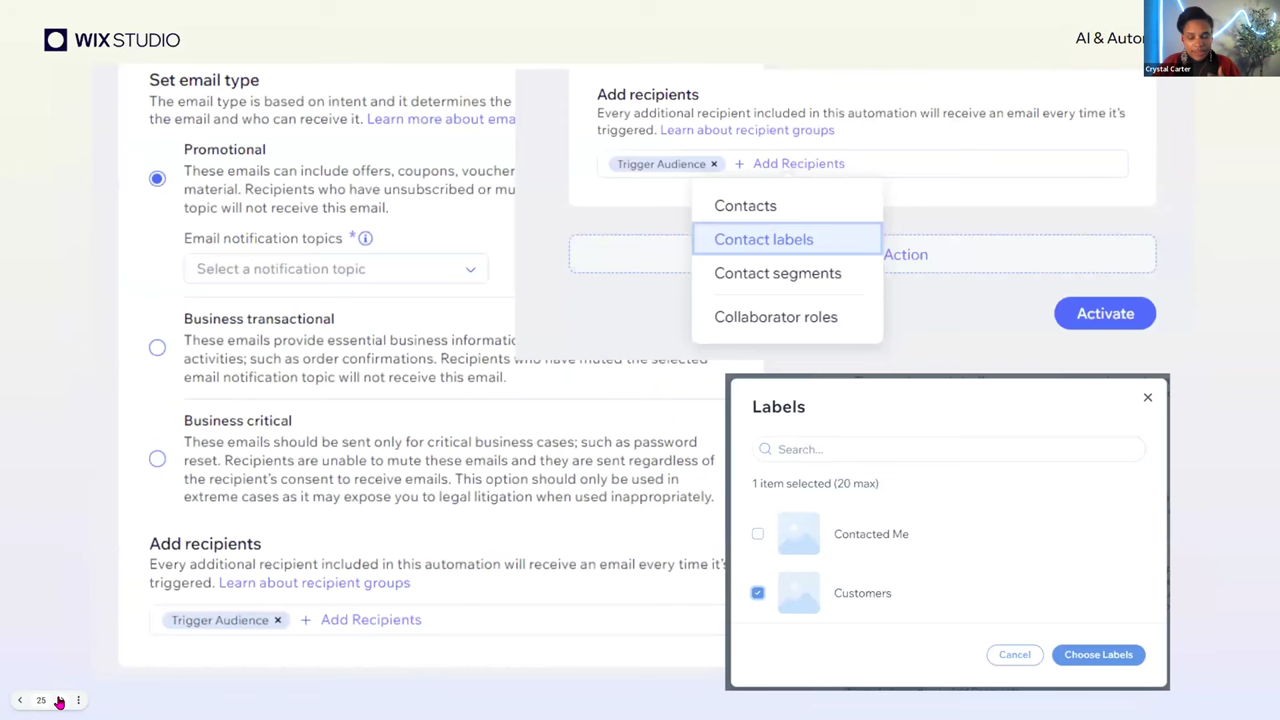 WIX STUDIO
AI & Autom
Crystal Carter
Set email type
The email type is based on intent and it determines the
the email and who can receive it. Learn more about ema
Promotional
These emails can include offers, coupons, voucher
material. Recipients who have unsubscribed or mu
topic will not receive this email.
Email notification topics *
Select a notification topic
Business transactional
These emails provide essential business informati
activities; such as order confirmations. Recipients who have muted the selected
email notification topic will not receive this email.
Business critical
These emails should be sent only for critical business cases; such as password
reset. Recipients are unable to mute these emails and they are sent regardless of
the recipient's consent to receive emails. This option should only be used in
extreme cases as it may expose you to legal litigation when used inappropriately.
Add recipients
Every additional recipient included in this automation will receive an email every time it's
triggered. Learn about recipient groups
Trigger Audience × + Add Recipients
Add recipients
Every additional recipient included in this automation will receive an email every time it's
triggered. Learn about recipient groups
Trigger Audience × + Add Recipients
Contacts
Contact labels
Contact segments
Collaborator roles
Action
Activate
Labels
Search...
1 item selected (20 max)
Contacted Me
Customers
Cancel
Choose Labels
25